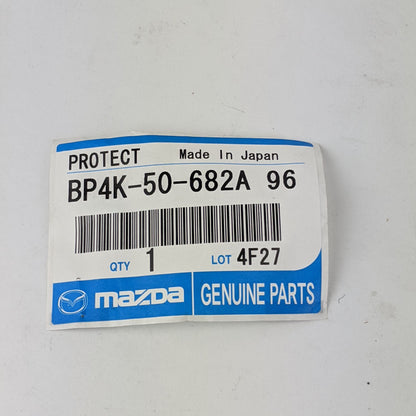 PROTECT Made In Japan
BP4K-50-682A 96
QTY 1 LOT 4F27
mazda GENUINE PARTS